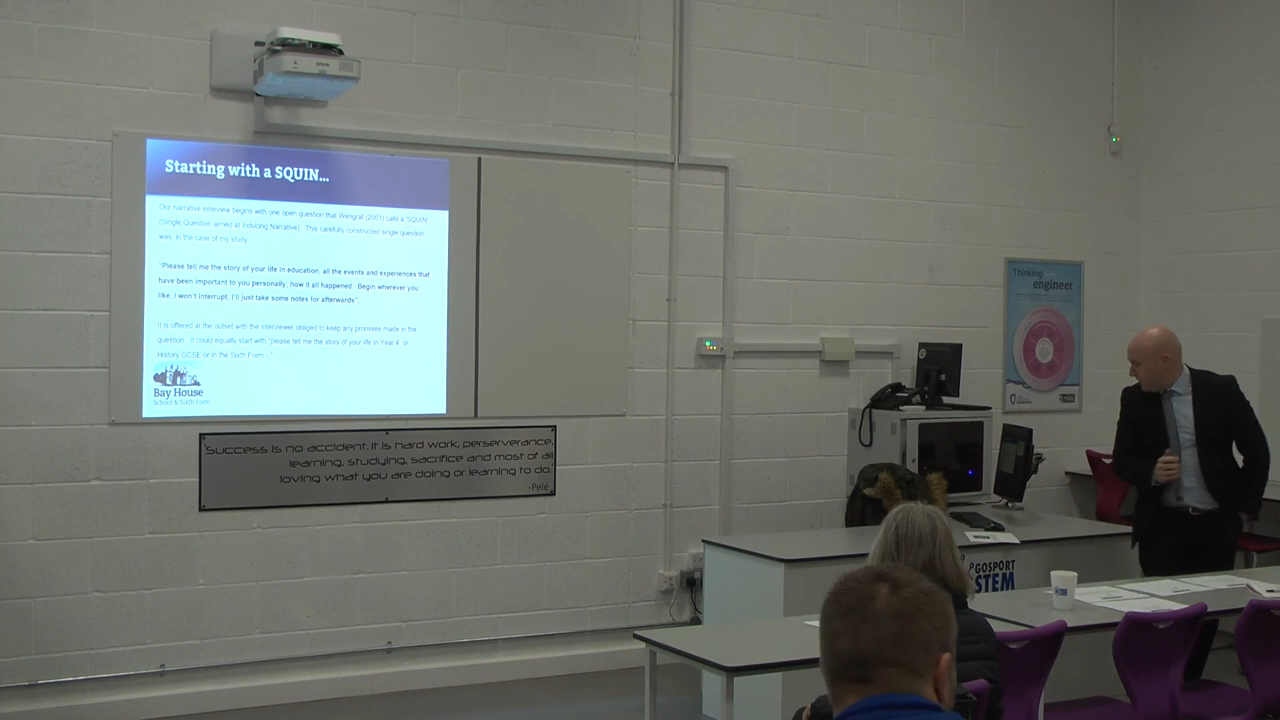 EPSON
Starting with a SQUIN...
Our narrative interview begins with one open question that Wengraf (2001) calls a "SQUIN"
(Single Question aimed at Inducing Narrative). This carefully constructed single question
was, in the case of my study:
"Please tell me the story of your life in education, all the events and experiences that
have been important to you personally; how it all happened. Begin wherever you
like, I won't interrupt, I'll just take some notes for afterwards".
It is offered at the outset with the interviewer obliged to keep any promises made in the
question. It could equally start with "please tell me the story of your life in Year 4, or
History GCSE or in the Sixth Form..."
Bay House
School & Sixth Form
"Success is no accident. It is hard work, perserverance,
learning, studying, sacrifice and most of all
loving what you are doing or learning to do.
-Pelé
Thinking
engineer
GOSPORT
STEM